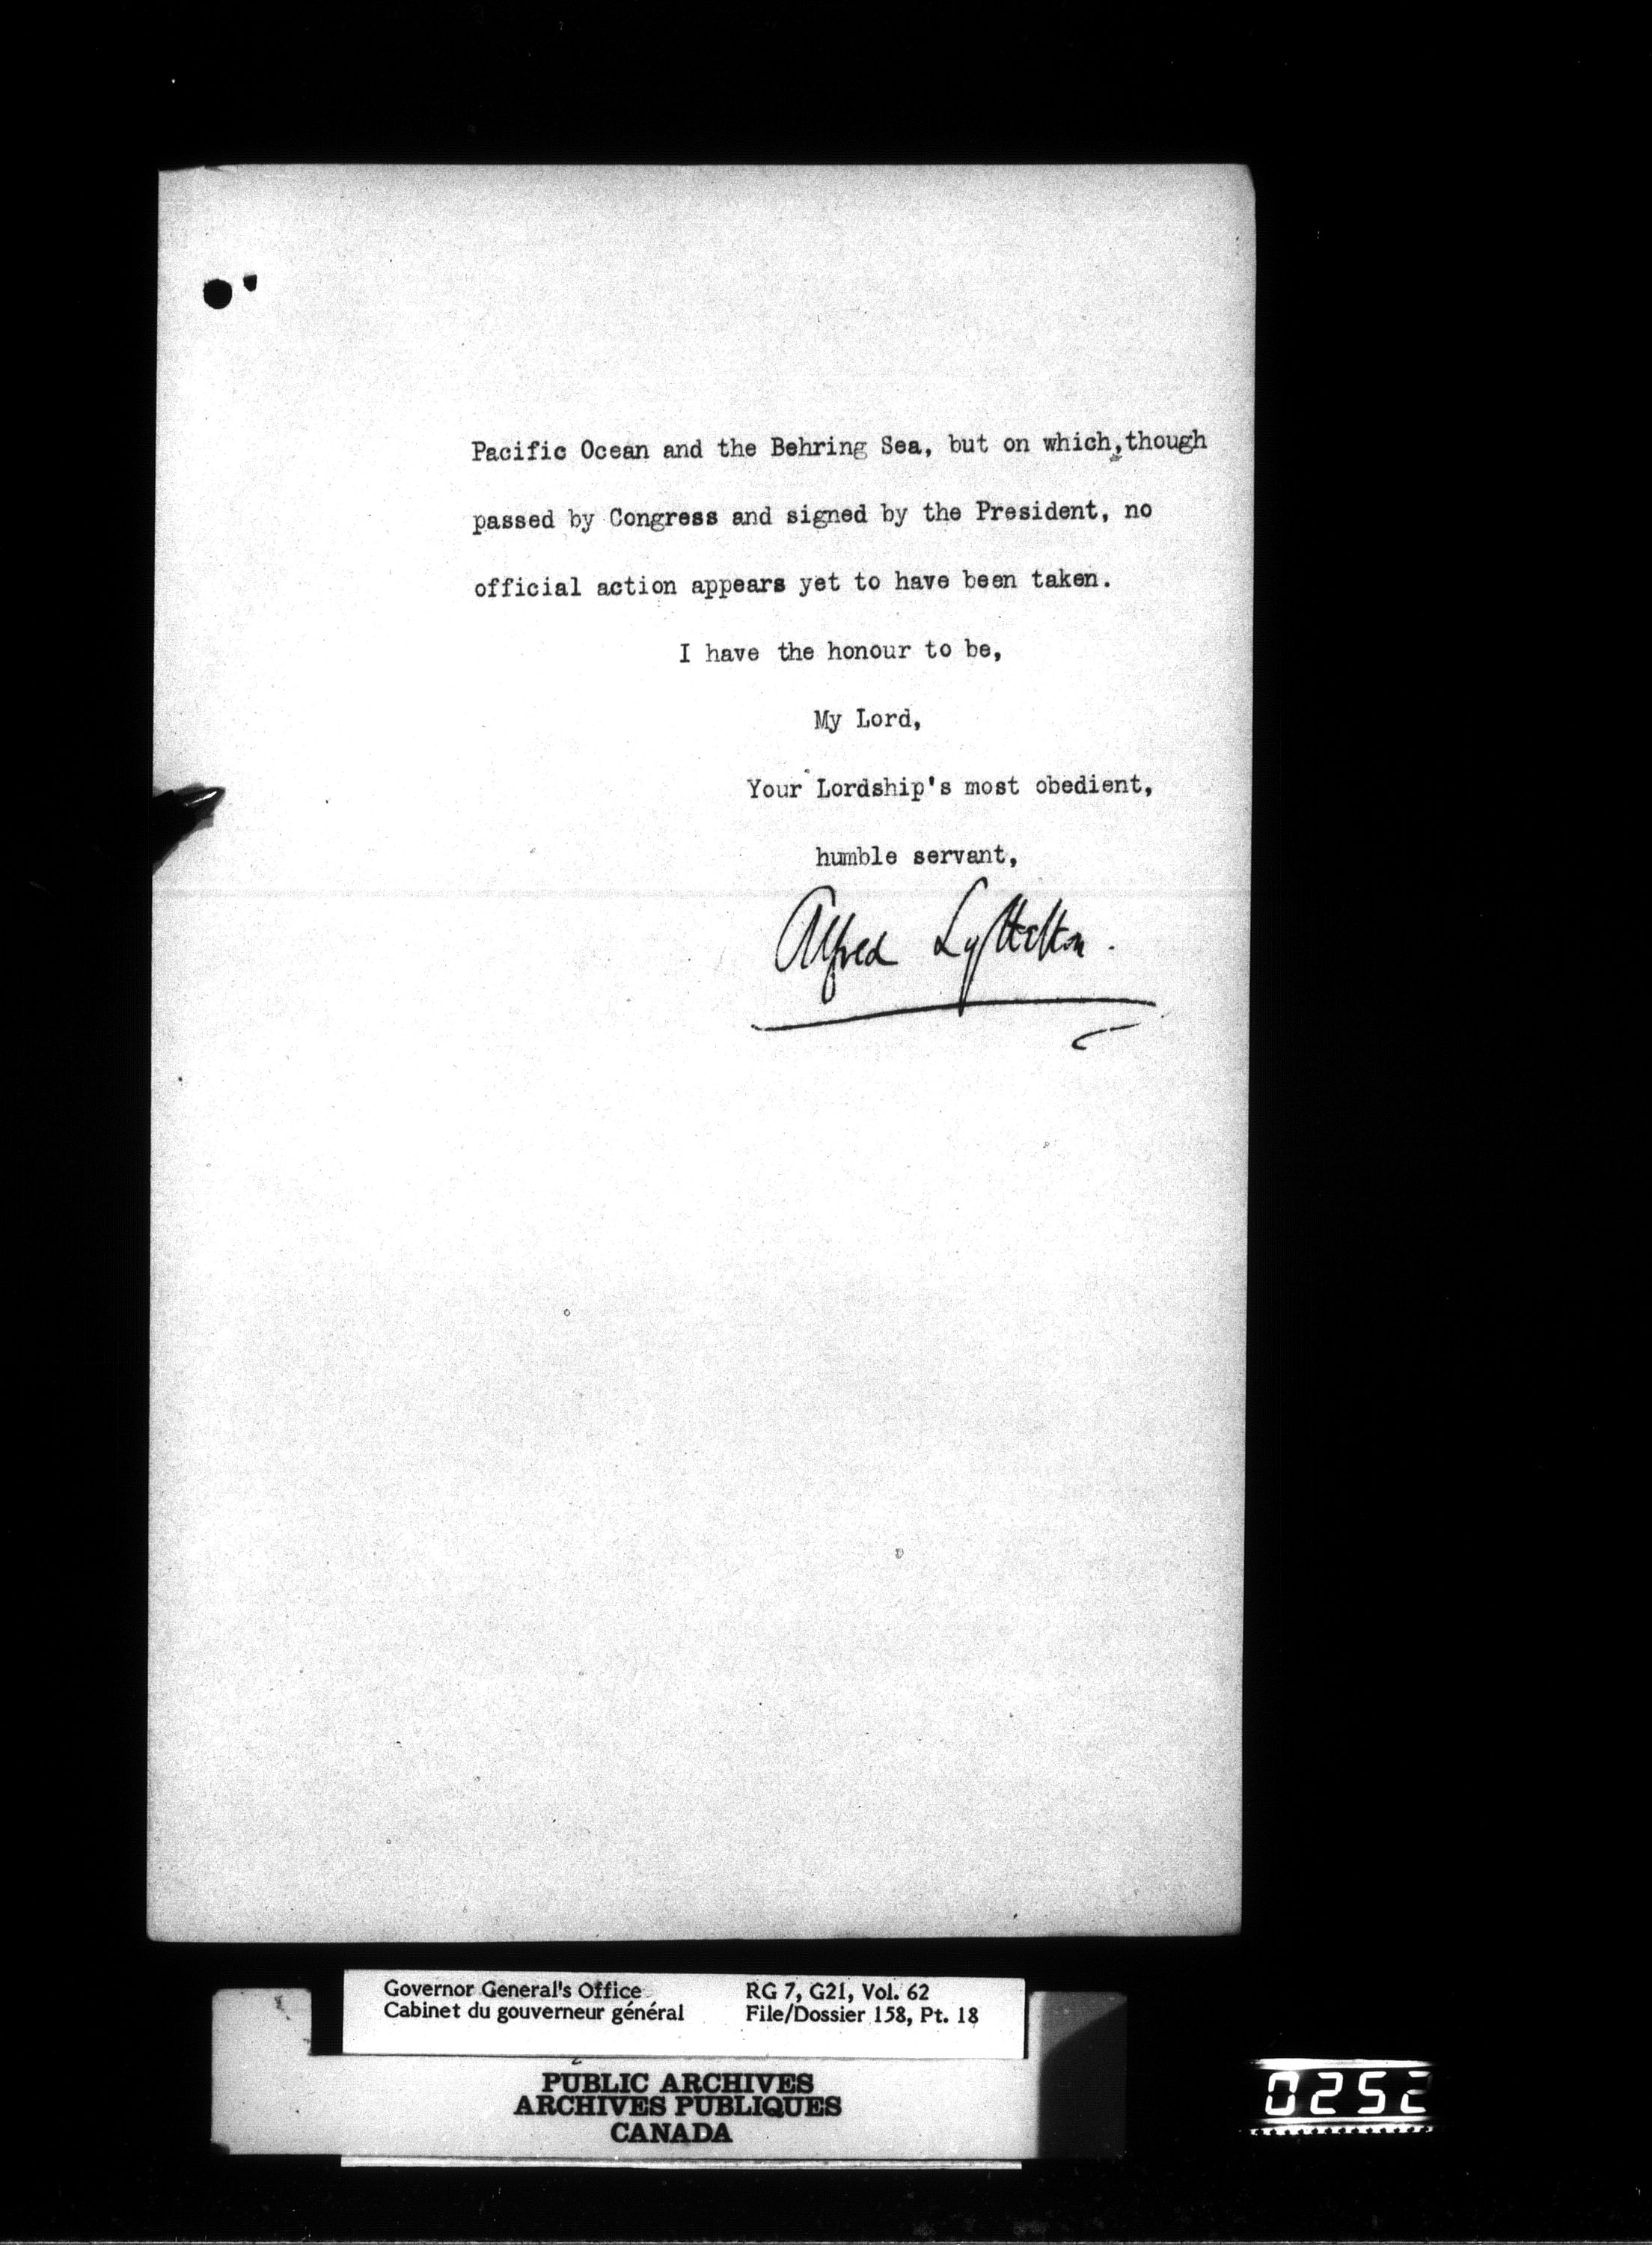 Pacific Ocean and the Behring Sea, but on which, though
passed by Congress and signed by the President, no
official action appears yet to have been taken.
I have the honour to be,
My Lord,
Your Lordship's most obedient,
humble servant,
Alfred Lyttelton.
Governor General's Office RG 7, G21, Vol. 62
Cabinet du gouverneur général File/Dossier 158, Pt. 18
PUBLIC ARCHIVES
ARCHIVES PUBLIQUES
CANADA
0252